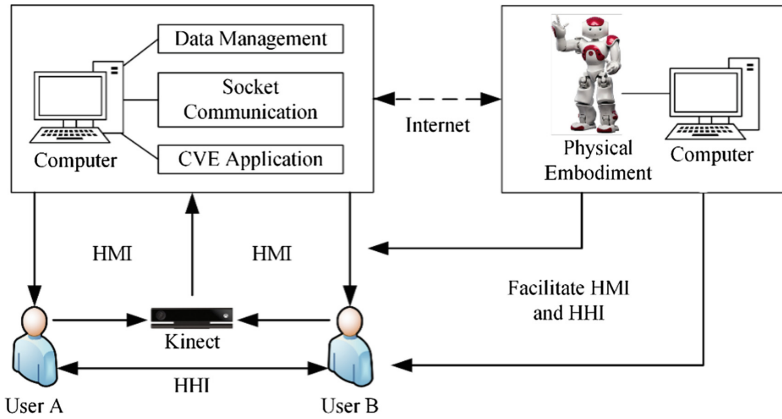 Data Management
Socket
Communication
CVE Application
Computer
Internet
Physical
Embodiment
Computer
HMI
HMI
Facilitate HMI
and HHI
Kinect
HHI
User A
User B